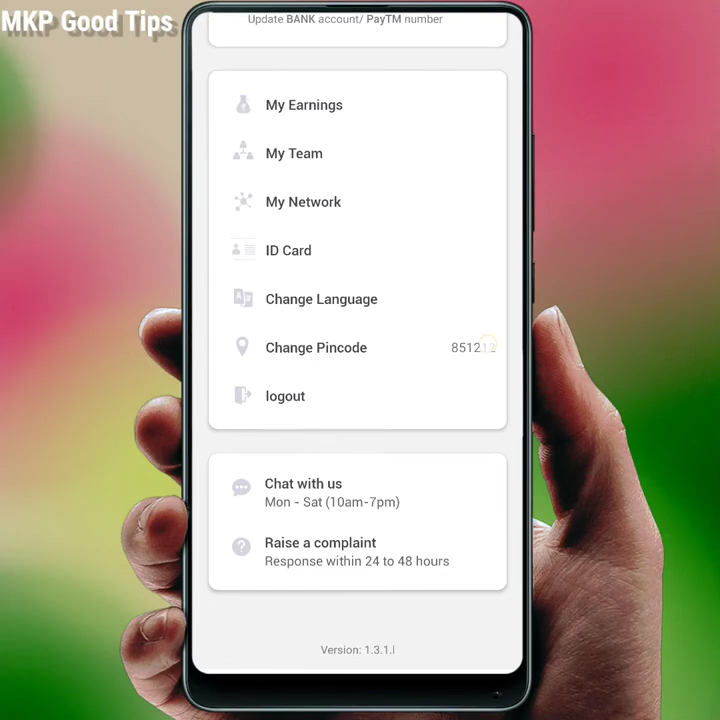 MKP Good Tips
Update BANK account/ PayTM number
My Earnings
My Team
My Network
ID Card
Change Language
Change Pincode 851212
logout
Chat with us
Mon - Sat (10am-7pm)
Raise a complaint
Response within 24 to 48 hours
Version: 1.3.1.l